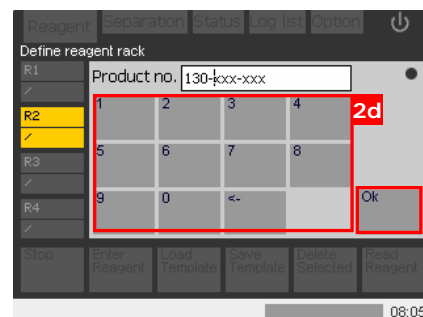 Reagent Separation Status Log list Option
Define reagent rack
R1
/
R2
/
R3
/
R4
/
Product no. 130-xxx-xxx
1 2 3 4
2d
5 6 7 8
9 0 <-
Ok
Stop Enter Reagent Load Template Save Template Delete Selected Read Reagent
08:05